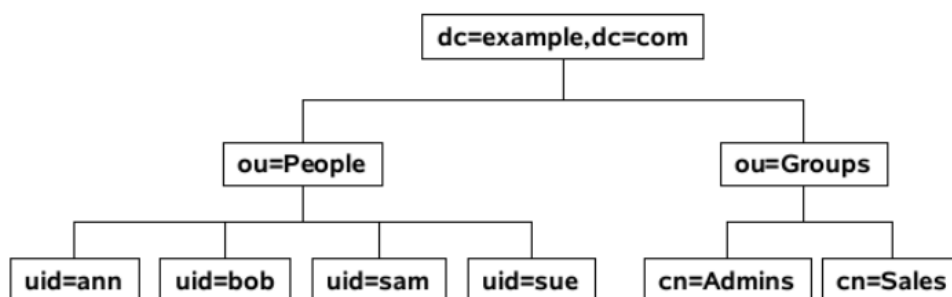 dc=example,dc=com
ou=People
ou=Groups
uid=ann
uid=bob
uid=sam
uid=sue
cn=Admins
cn=Sales